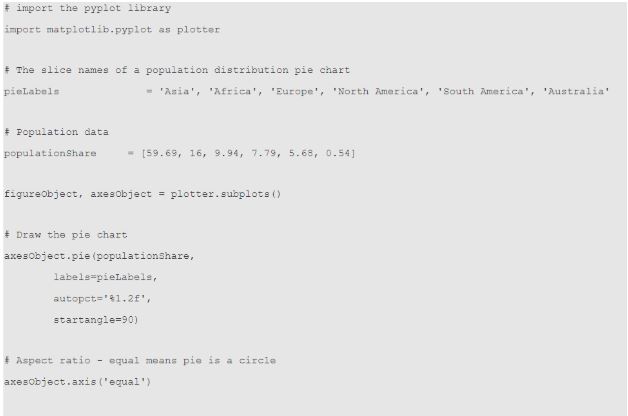 # import the pyplot library
import matplotlib.pyplot as plotter
# The slice names of a population distribution pie chart
pieLabels = 'Asia', 'Africa', 'Europe', 'North America', 'South America', 'Australia'
# Population data
populationShare = [59.69, 16, 9.94, 7.79, 5.68, 0.54]
figureObject, axesObject = plotter.subplots()
# Draw the pie chart
axesObject.pie(populationShare,
labels=pieLabels,
autopct='%1.2f',
startangle=90)
# Aspect ratio - equal means pie is a circle
axesObject.axis('equal')